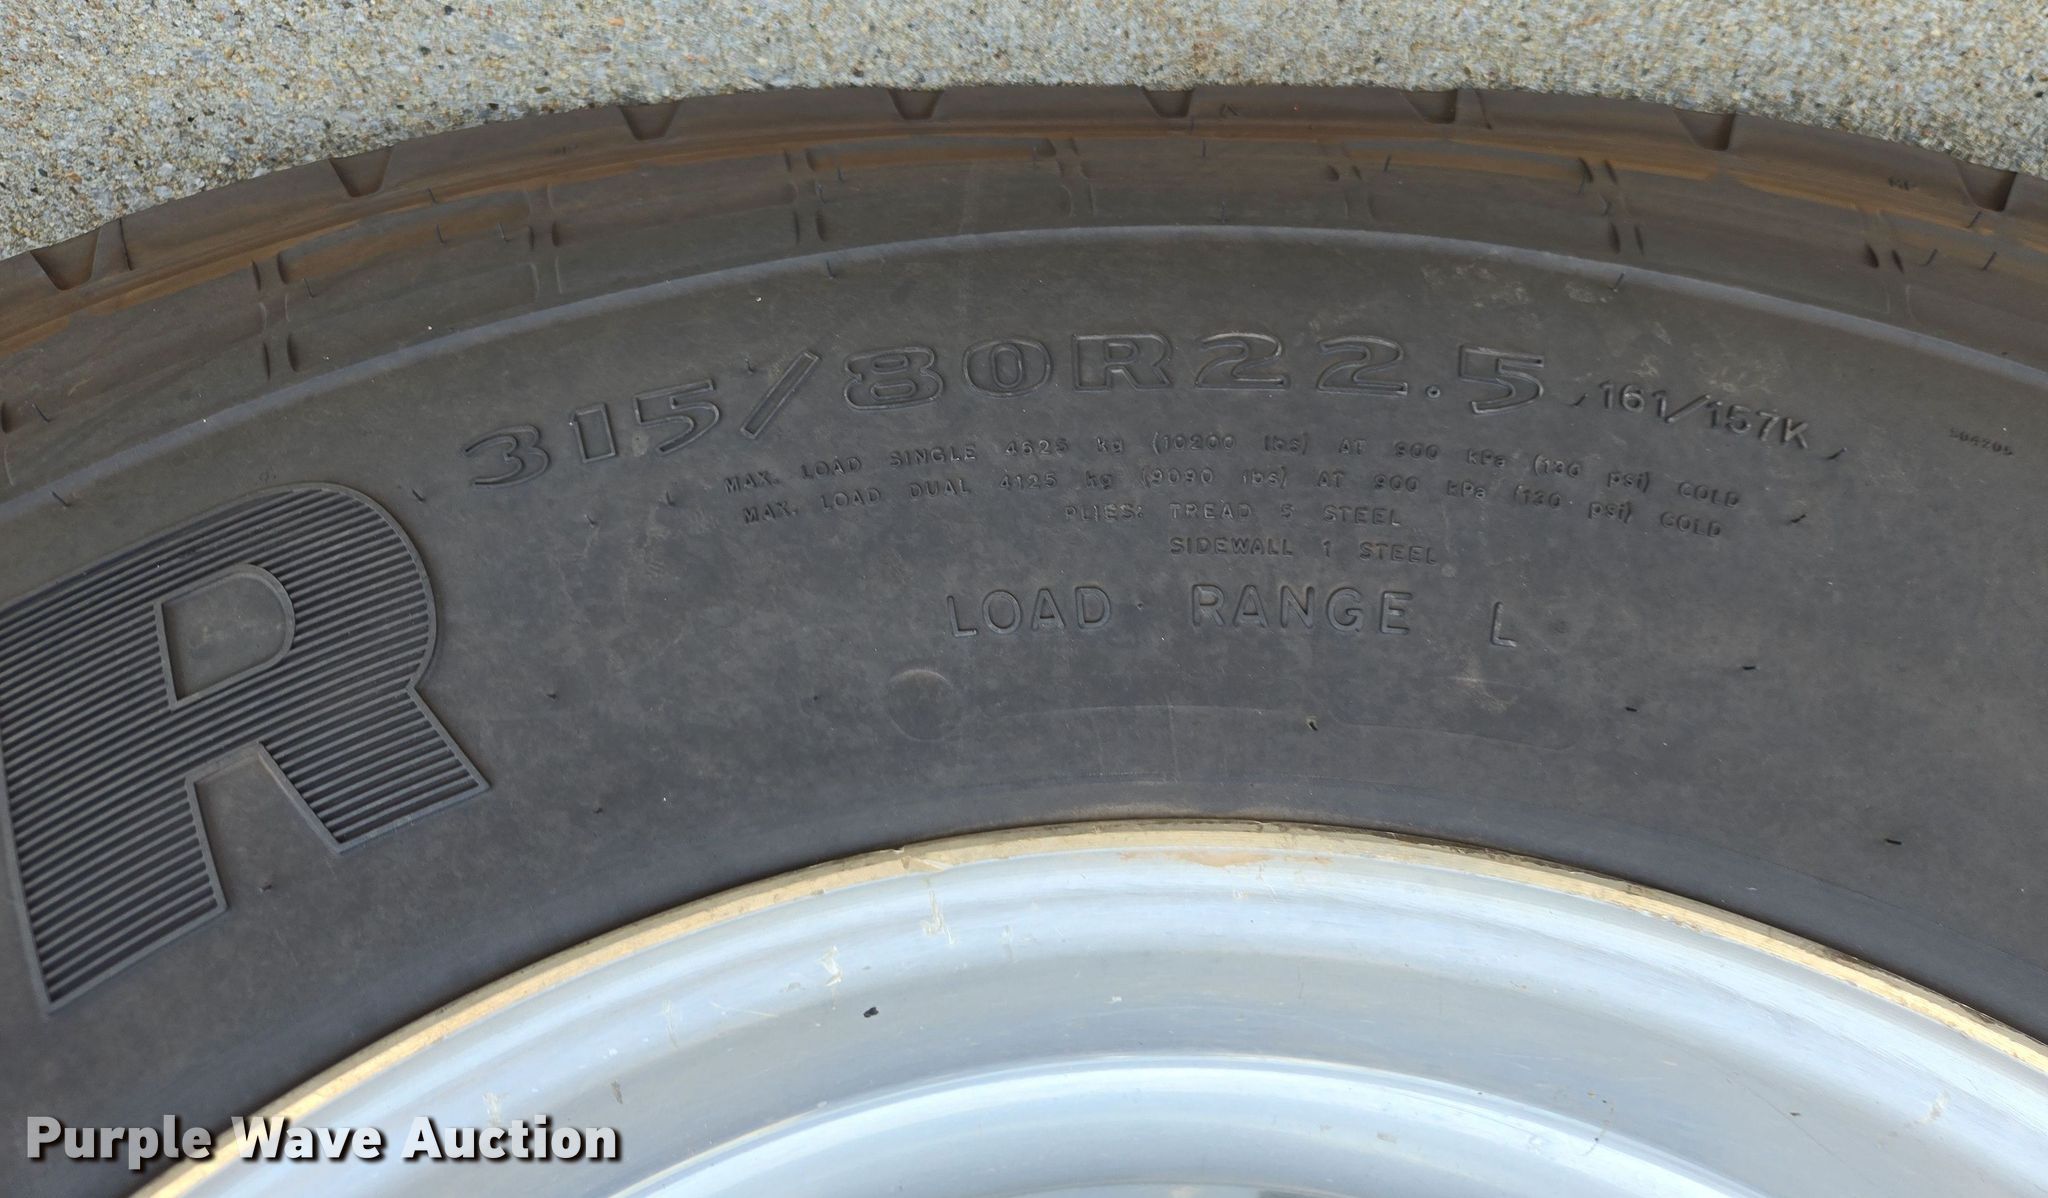 315/80R22.5 161/157K
MAX. LOAD SINGLE 4625 kg (10200 lbs) AT 900 kPa (130 psi) COLD
MAX. LOAD DUAL 4125 kg (9090 lbs) AT 900 kPa (130 psi) COLD
PLIES: TREAD 5 STEEL
SIDEWALL 1 STEEL
LOAD RANGE L
R
Purple Wave Auction